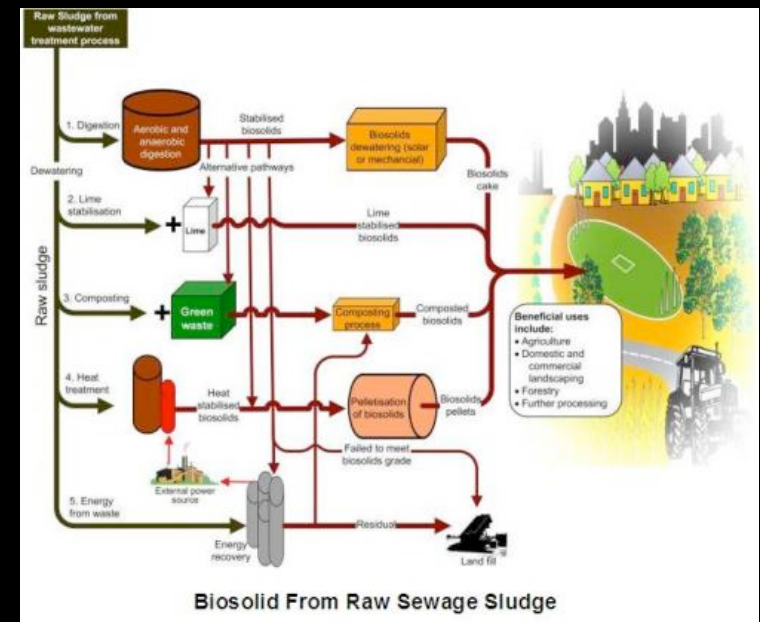 Raw Sludge from
wastewater
treatment process
1. Digestion
Aerobic and
anaerobic
digestion
Stabilised
biosolids
Alternative pathways
Biosolids
dewatering (solar
or mechancial)
Biosolids
cake
Dewatering
2. Lime
stabilisation
+
Lime
Lime
stabilised
biosolids
Raw sludge
3. Composting
+
Green
waste
Composting
process
Composted
biosolids
Beneficial uses
include:
• Agriculture
• Domestic and
commercial
landscaping
• Forestry
• Further processing
4. Heat
treatment
Heat
stabilised
biosolids
Pelletisation
of biosolids
Biosolids
pellets
Failed to meet
biosolids grade
External power
source
5. Energy
from waste
Energy
recovery
Residual
Land fill
Biosolid From Raw Sewage Sludge